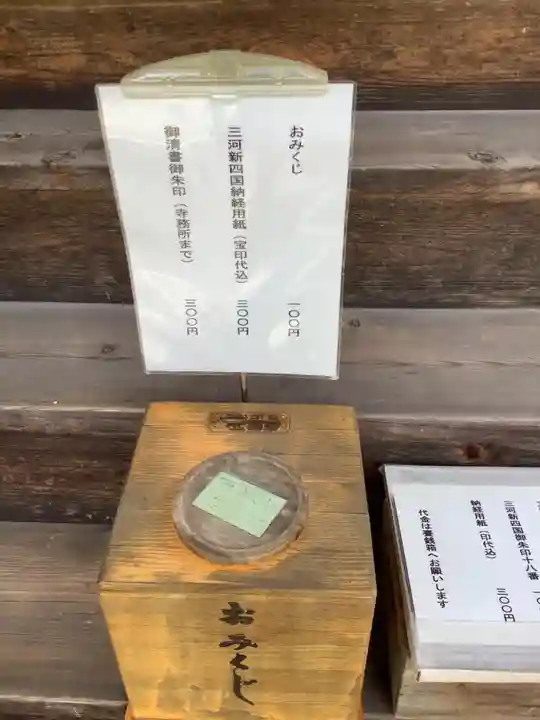 おみくじ 一〇〇円
三河新四国納経用紙（宝印代込） 三〇〇円
御清書御朱印（寺務所まで） 三〇〇円
おみくじ
三河新四国御朱印十八番
納経用紙（印代込） 三〇〇円
代金は賽銭箱へお願いします